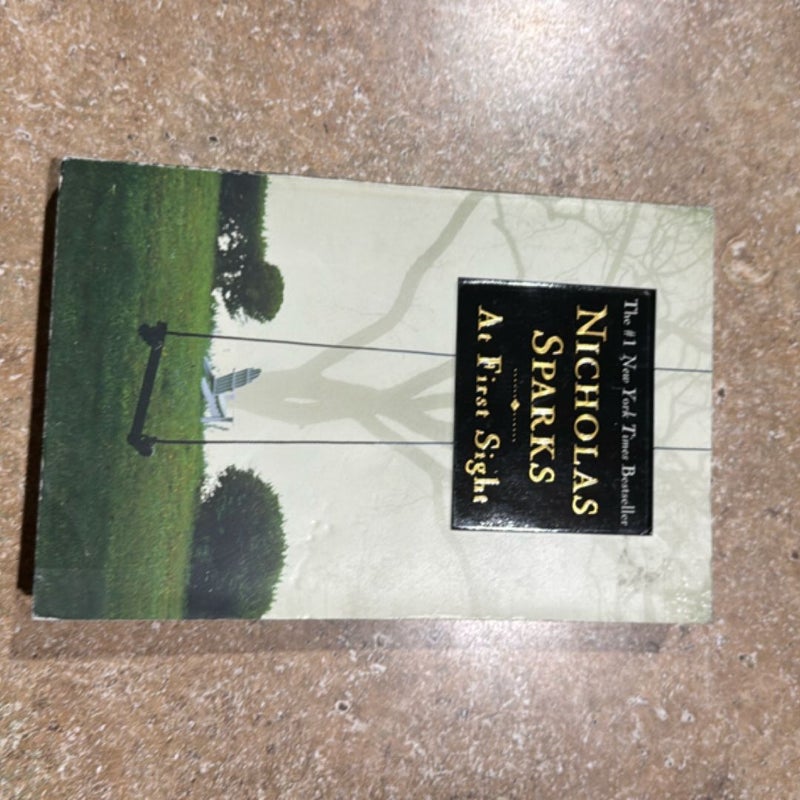 The #1 New York Times Bestseller
NICHOLAS
SPARKS
At First Sight